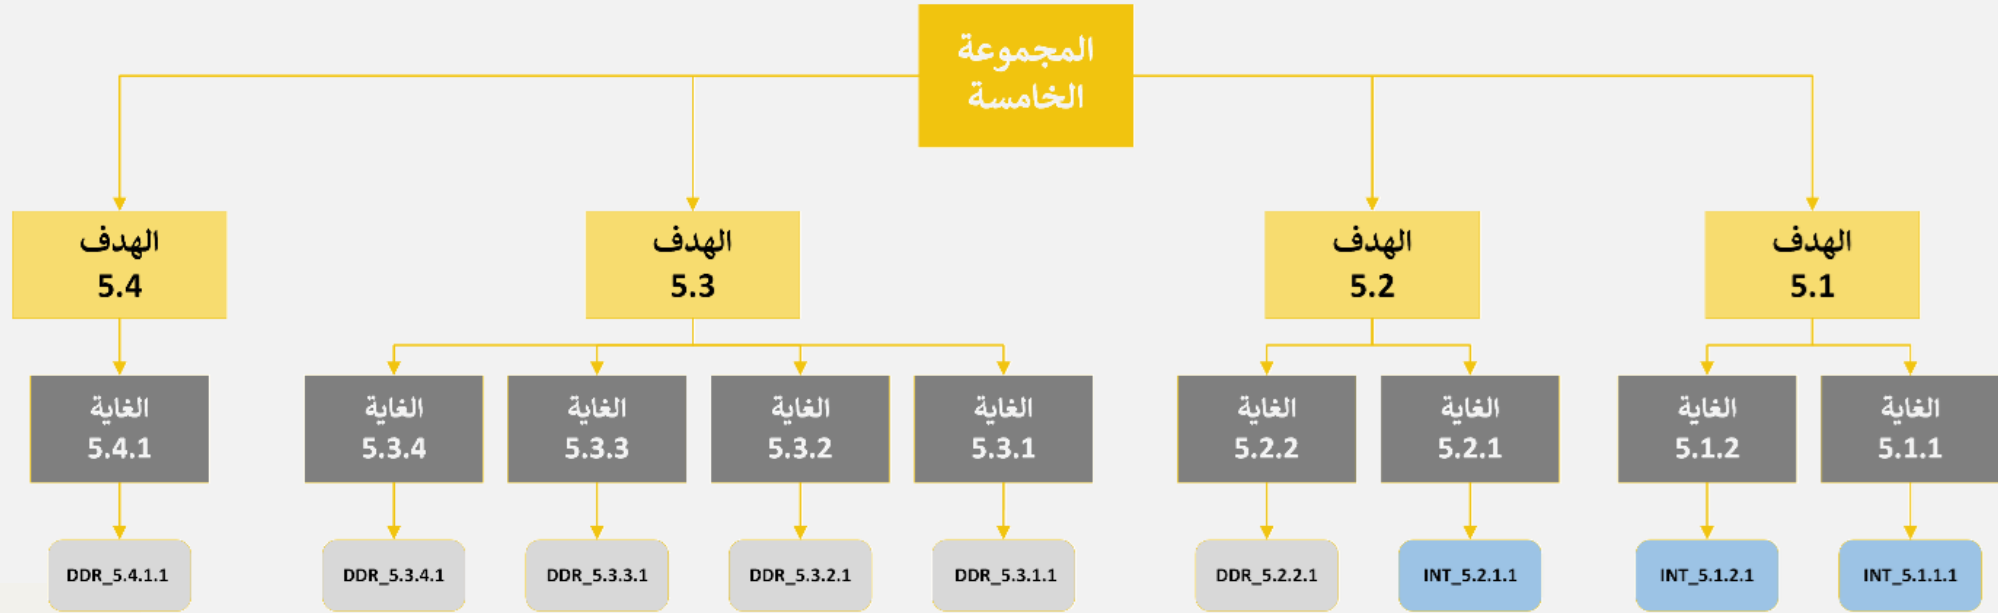 المجموعة
الخامسة
الهدف
5.1
الهدف
5.2
الهدف
5.3
الهدف
5.4
الغاية
5.1.1
الغاية
5.1.2
الغاية
5.2.1
الغاية
5.2.2
الغاية
5.3.1
الغاية
5.3.2
الغاية
5.3.3
الغاية
5.3.4
الغاية
5.4.1
INT_5.1.1.1
INT_5.1.2.1
INT_5.2.1.1
DDR_5.2.2.1
DDR_5.3.1.1
DDR_5.3.2.1
DDR_5.3.3.1
DDR_5.3.4.1
DDR_5.4.1.1